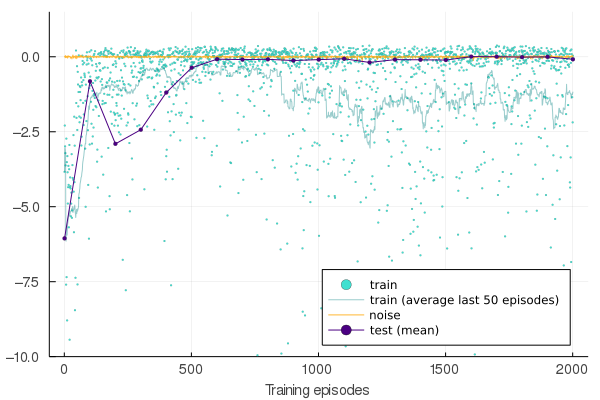 0.0
−2.5
−5.0
−7.5
−10.0
train
train (average last 50 episodes)
noise
test (mean)
0 500 1000 1500 2000
Training episodes